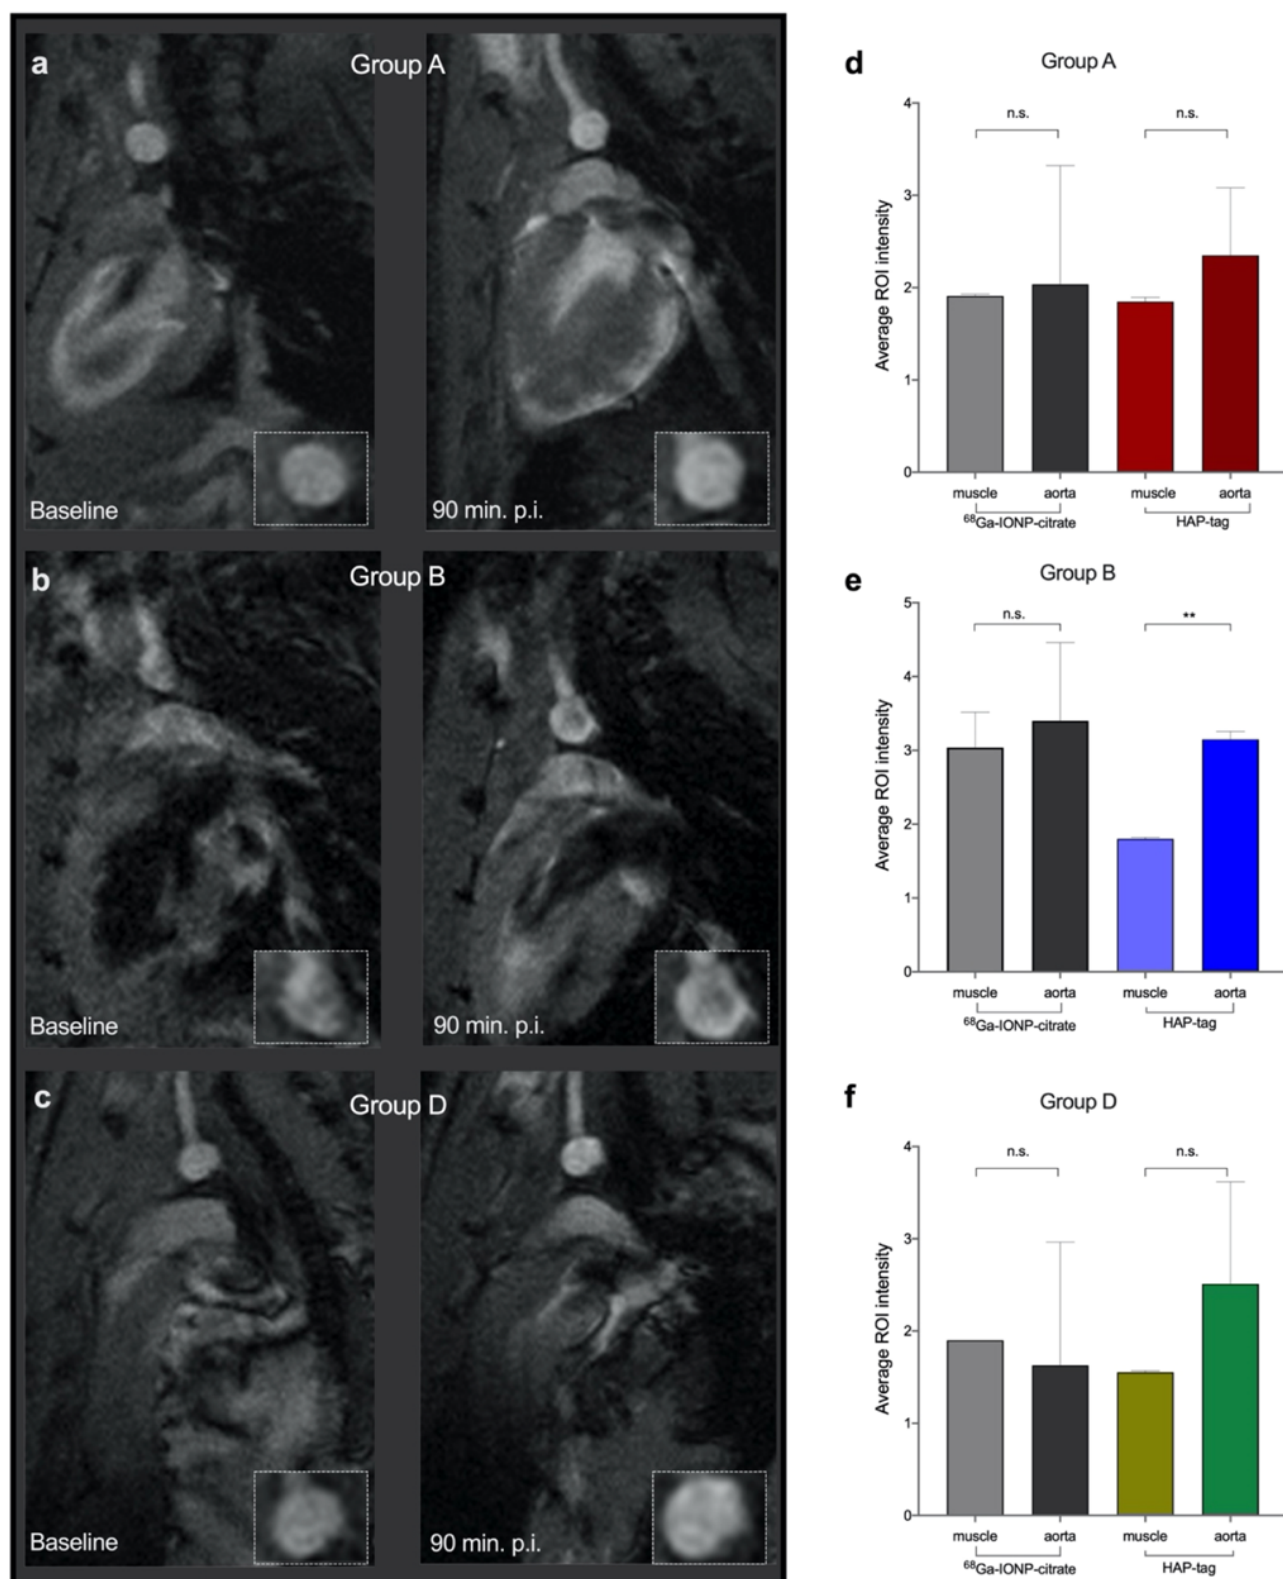 a
Group A
Baseline
90 min. p.i.
b
Group B
Baseline
90 min. p.i.
c
Group D
Baseline
90 min. p.i.
d
Group A
Average ROI intensity
4
3
2
1
0
n.s.
n.s.
muscle aorta muscle aorta
⁶⁸Ga-IONP-citrate HAP-tag
e
Group B
Average ROI intensity
5
4
3
2
1
0
n.s.
**
muscle aorta muscle aorta
⁶⁸Ga-IONP-citrate HAP-tag
f
Group D
Average ROI intensity
4
3
2
1
0
n.s.
n.s.
muscle aorta muscle aorta
⁶⁸Ga-IONP-citrate HAP-tag